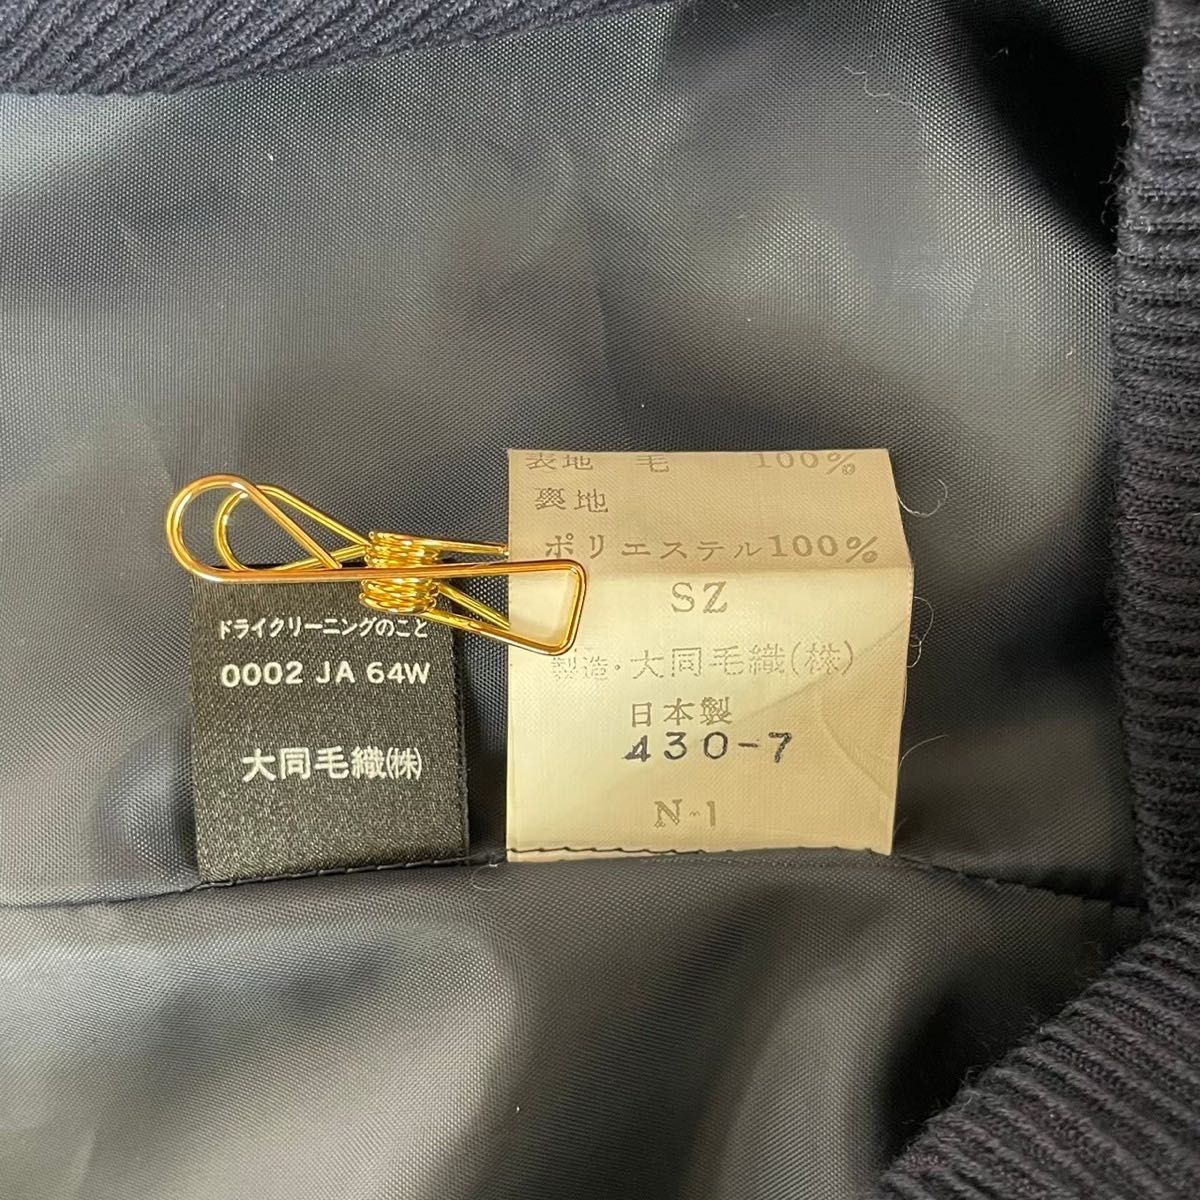 ドライクリーニングのこと
0002 JA 64W
大同毛織(株)
表地 毛 100%
裏地
ポリエステル100%
SZ
製造・大同毛織(株)
日本製
430-7
N-1